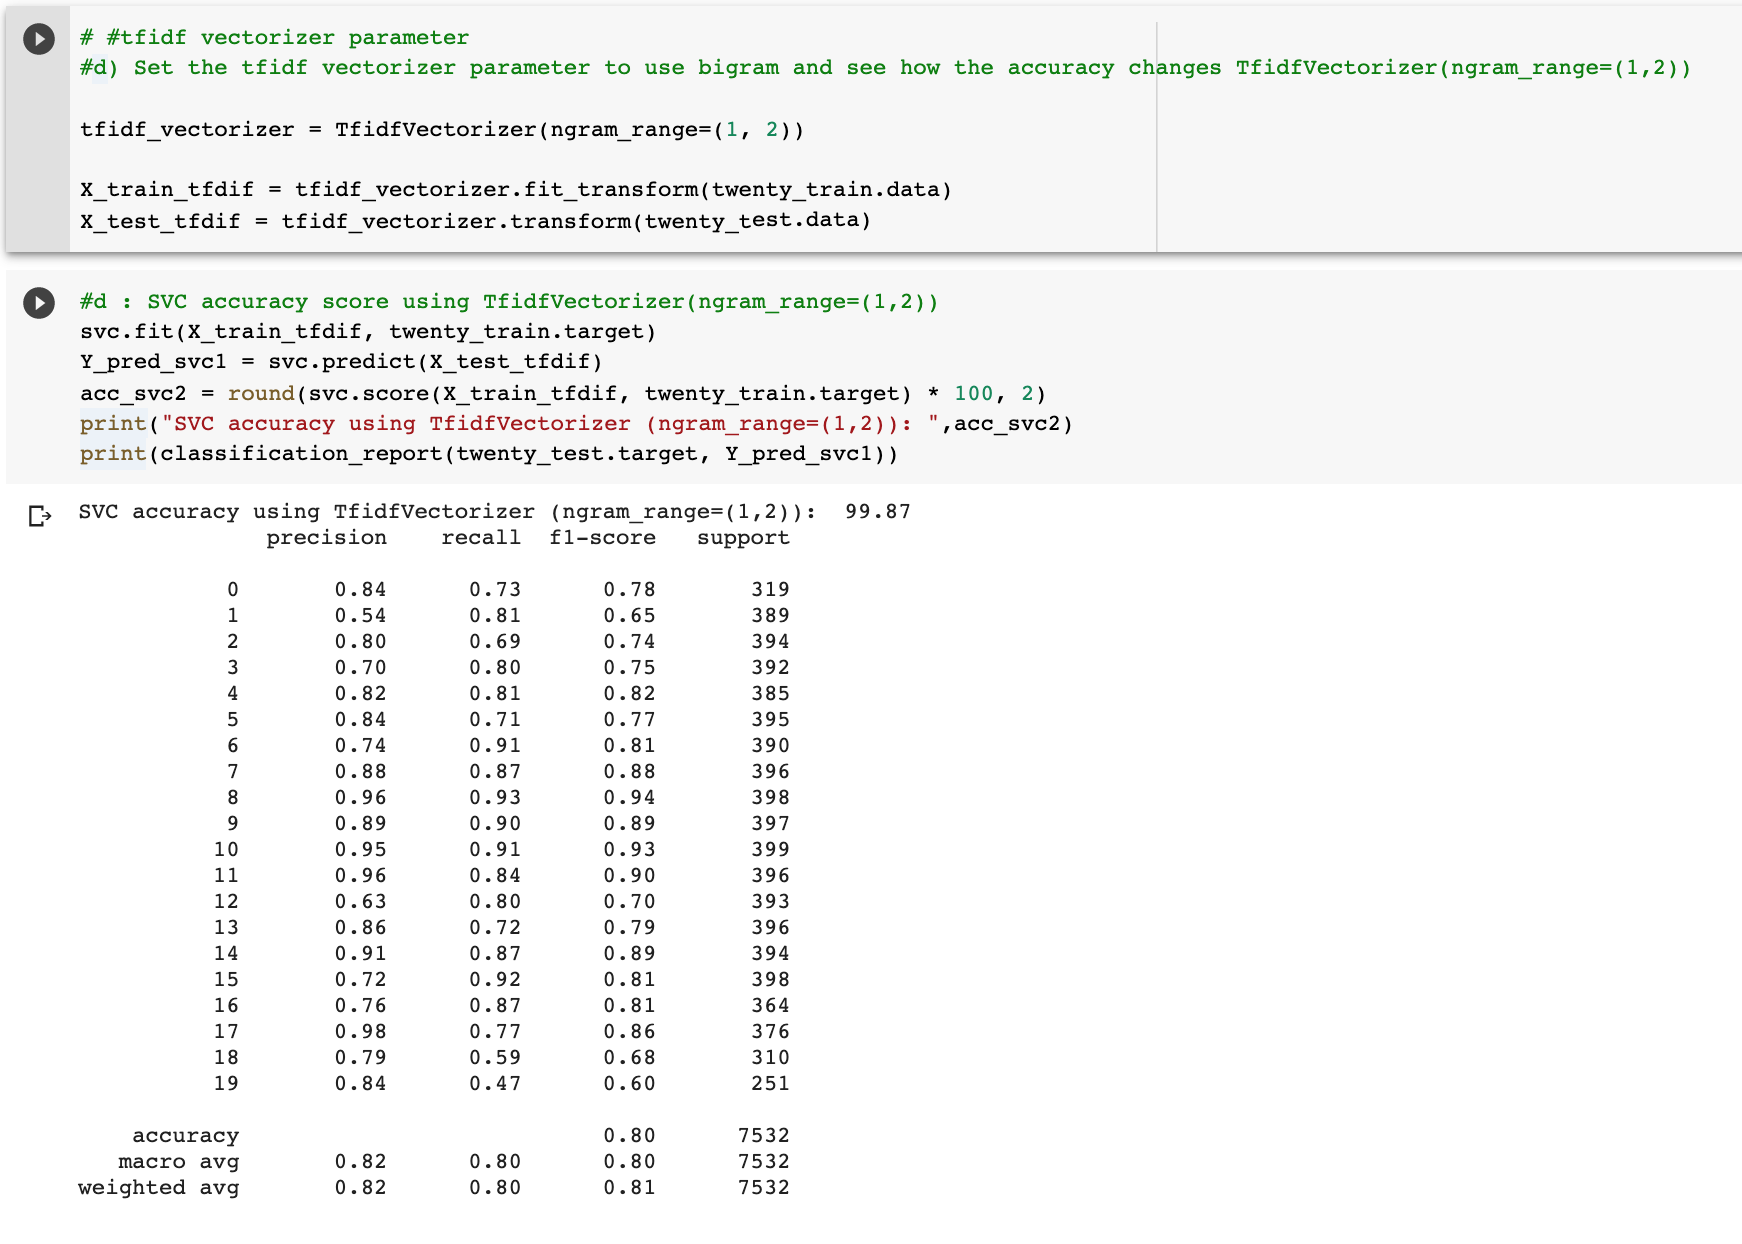 # #tfidf vectorizer parameter
#d) Set the tfidf vectorizer parameter to use bigram and see how the accuracy changes TfidfVectorizer(ngram_range=(1,2))
tfidf_vectorizer = TfidfVectorizer(ngram_range=(1, 2))
X_train_tfdif = tfidf_vectorizer.fit_transform(twenty_train.data)
X_test_tfdif = tfidf_vectorizer.transform(twenty_test.data)
#d : SVC accuracy score using TfidfVectorizer(ngram_range=(1,2))
svc.fit(X_train_tfdif, twenty_train.target)
Y_pred_svc1 = svc.predict(X_test_tfdif)
acc_svc2 = round(svc.score(X_train_tfdif, twenty_train.target) * 100, 2)
print("SVC accuracy using TfidfVectorizer (ngram_range=(1,2)): ",acc_svc2)
print(classification_report(twenty_test.target, Y_pred_svc1))
SVC accuracy using TfidfVectorizer (ngram_range=(1,2)):  99.87
precision recall f1-score support
0 0.84 0.73 0.78 319
1 0.54 0.81 0.65 389
2 0.80 0.69 0.74 394
3 0.70 0.80 0.75 392
4 0.82 0.81 0.82 385
5 0.84 0.71 0.77 395
6 0.74 0.91 0.81 390
7 0.88 0.87 0.88 396
8 0.96 0.93 0.94 398
9 0.89 0.90 0.89 397
10 0.95 0.91 0.93 399
11 0.96 0.84 0.90 396
12 0.63 0.80 0.70 393
13 0.86 0.72 0.79 396
14 0.91 0.87 0.89 394
15 0.72 0.92 0.81 398
16 0.76 0.87 0.81 364
17 0.98 0.77 0.86 376
18 0.79 0.59 0.68 310
19 0.84 0.47 0.60 251
accuracy 0.80 7532
macro avg 0.82 0.80 0.80 7532
weighted avg 0.82 0.80 0.81 7532